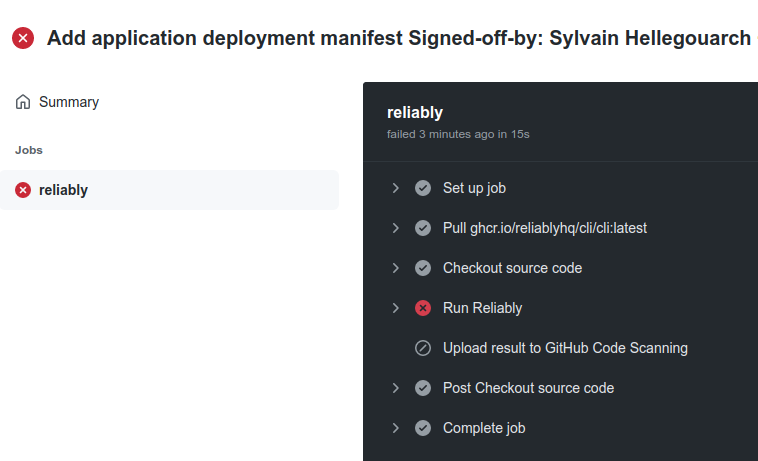 Add application deployment manifest Signed-off-by: Sylvain Hellegouarch
Summary
Jobs
reliably
reliably
failed 3 minutes ago in 15s
Set up job
Pull ghcr.io/reliablyhq/cli/cli:latest
Checkout source code
Run Reliably
Upload result to GitHub Code Scanning
Post Checkout source code
Complete job